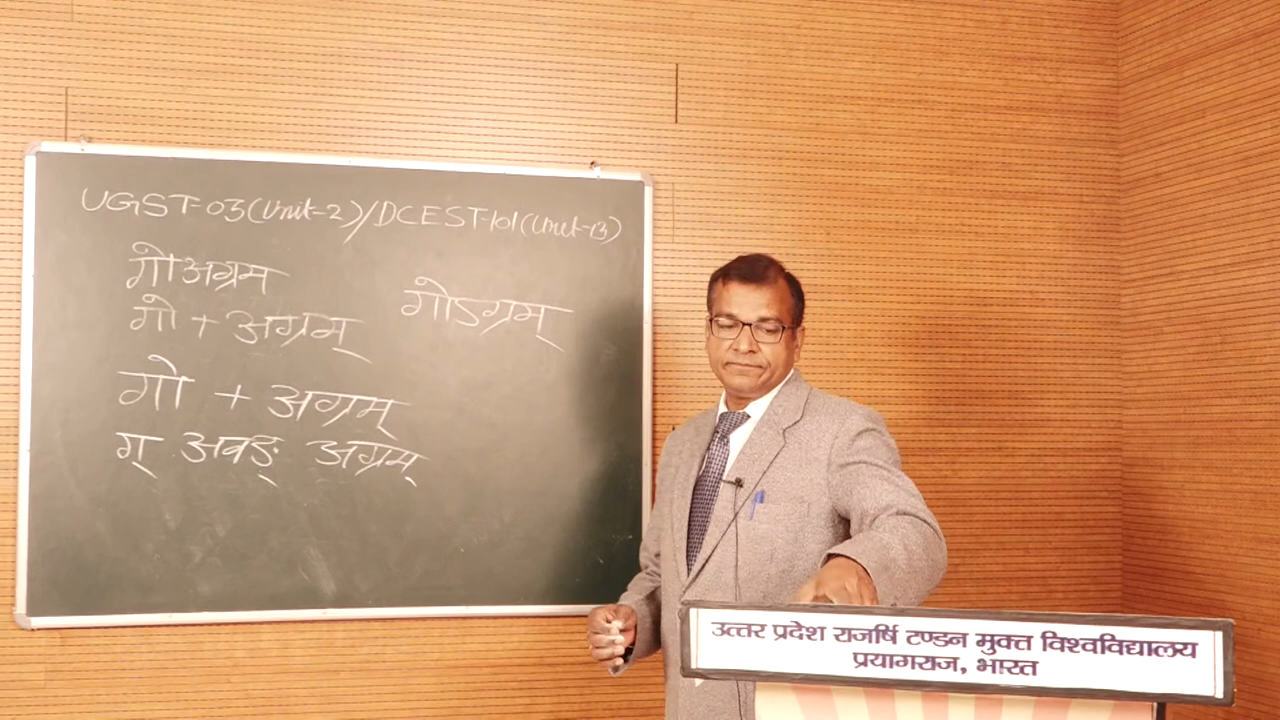 UGST-03(Unit-2)/DCEST-101(Unit-13)
गोअग्रम
गो + अग्रम्
गोऽग्रम्
गो + अग्रम्
ग् अवङ् अग्रम्
उत्तर प्रदेश राजर्षि टण्डन मुक्त विश्वविद्यालय
प्रयागराज, भारत